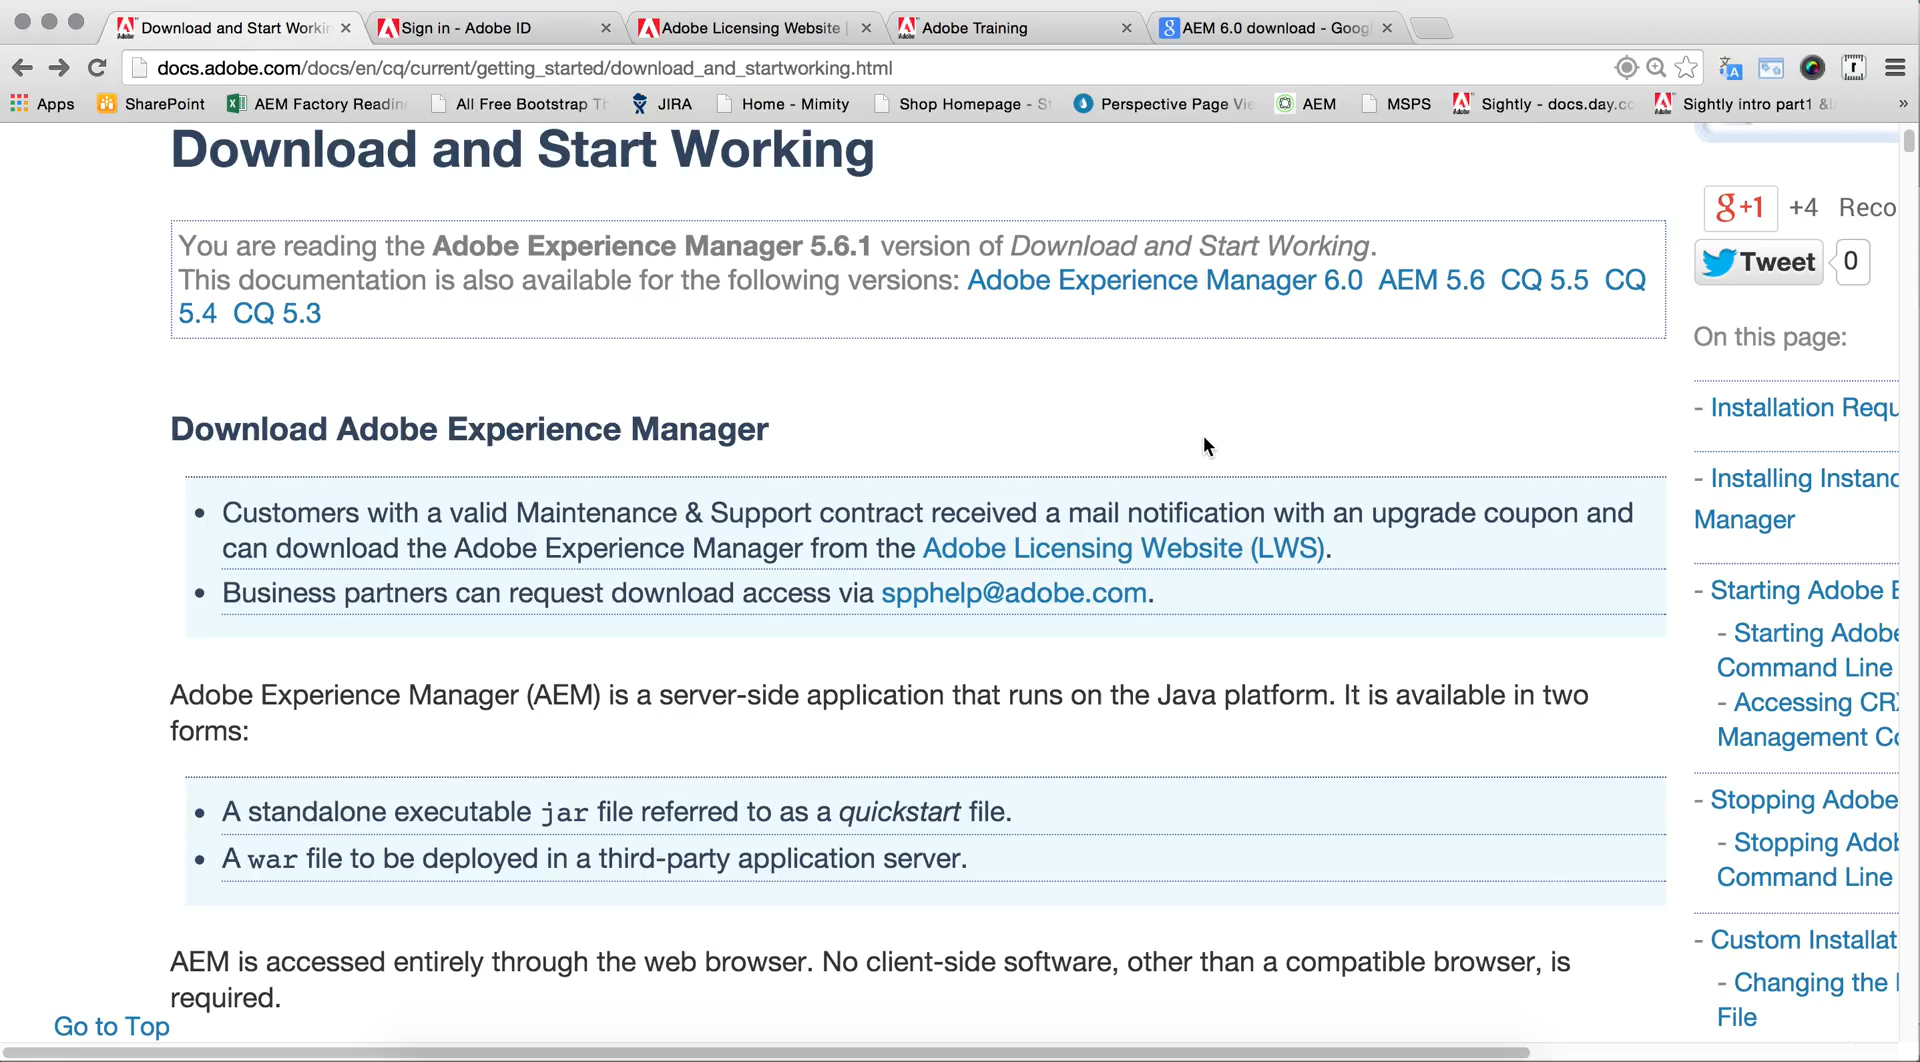 Download and Start Workin
Sign in - Adobe ID
Adobe Licensing Website |
Adobe Training
AEM 6.0 download - Goog
docs.adobe.com/docs/en/cq/current/getting_started/download_and_startworking.html
Apps
SharePoint
AEM Factory Readin
All Free Bootstrap Th
JIRA
Home - Mimity
Shop Homepage - St
Perspective Page Vie
AEM
MSPS
Sightly - docs.day.co
Sightly intro part1 &l
»
Download and Start Working
You are reading the Adobe Experience Manager 5.6.1 version of Download and Start Working.
This documentation is also available for the following versions: Adobe Experience Manager 6.0 AEM 5.6 CQ 5.5 CQ
5.4 CQ 5.3
Download Adobe Experience Manager
• Customers with a valid Maintenance & Support contract received a mail notification with an upgrade coupon and
can download the Adobe Experience Manager from the Adobe Licensing Website (LWS).
• Business partners can request download access via spphelp@adobe.com.
Adobe Experience Manager (AEM) is a server-side application that runs on the Java platform. It is available in two
forms:
• A standalone executable jar file referred to as a quickstart file.
• A war file to be deployed in a third-party application server.
AEM is accessed entirely through the web browser. No client-side software, other than a compatible browser, is
required.
Go to Top
g+1 +4 Reco
Tweet 0
On this page:
- Installation Requ
- Installing Instanc
Manager
- Starting Adobe E
- Starting Adobe
Command Line
- Accessing CRX
Management Co
- Stopping Adobe
- Stopping Adob
Command Line
- Custom Installat
- Changing the
File